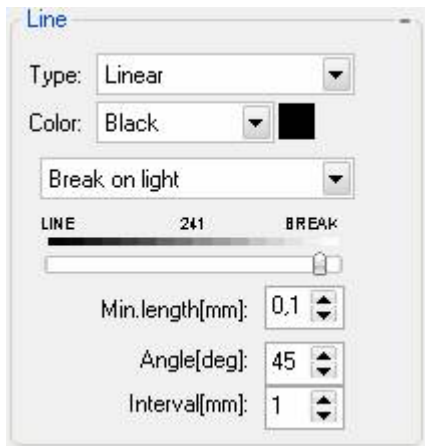 Line
Type: Linear
Color: Black
Break on light
LINE 241 BREAK
Min.length[mm]: 0,1
Angle[deg]: 45
Interval[mm]: 1